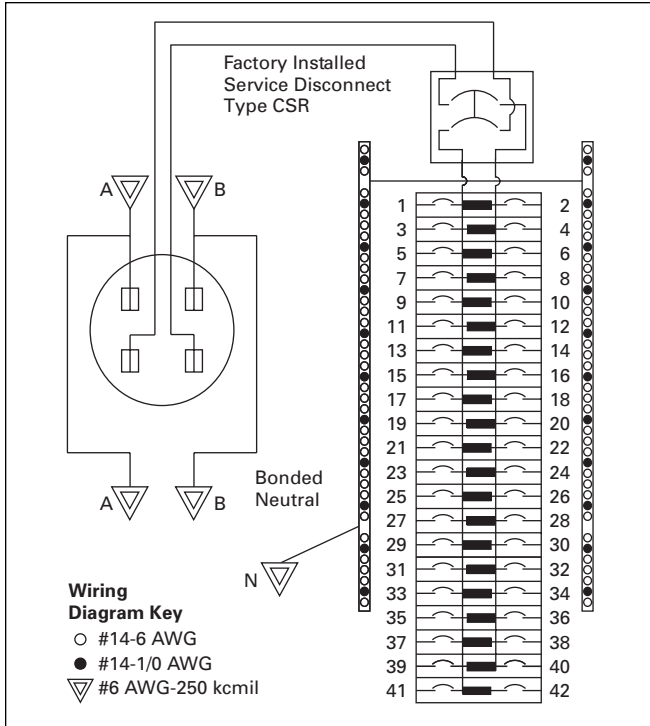 Factory Installed
Service Disconnect
Type CSR
A
B
1 2
3 4
5 6
7 8
9 10
11 12
13 14
15 16
17 18
19 20
21 22
23 24
25 26
27 28
29 30
31 32
33 34
35 36
37 38
39 40
41 42
A
B
Bonded
Neutral
N
Wiring
Diagram Key
#14-6 AWG
#14-1/0 AWG
#6 AWG-250 kcmil